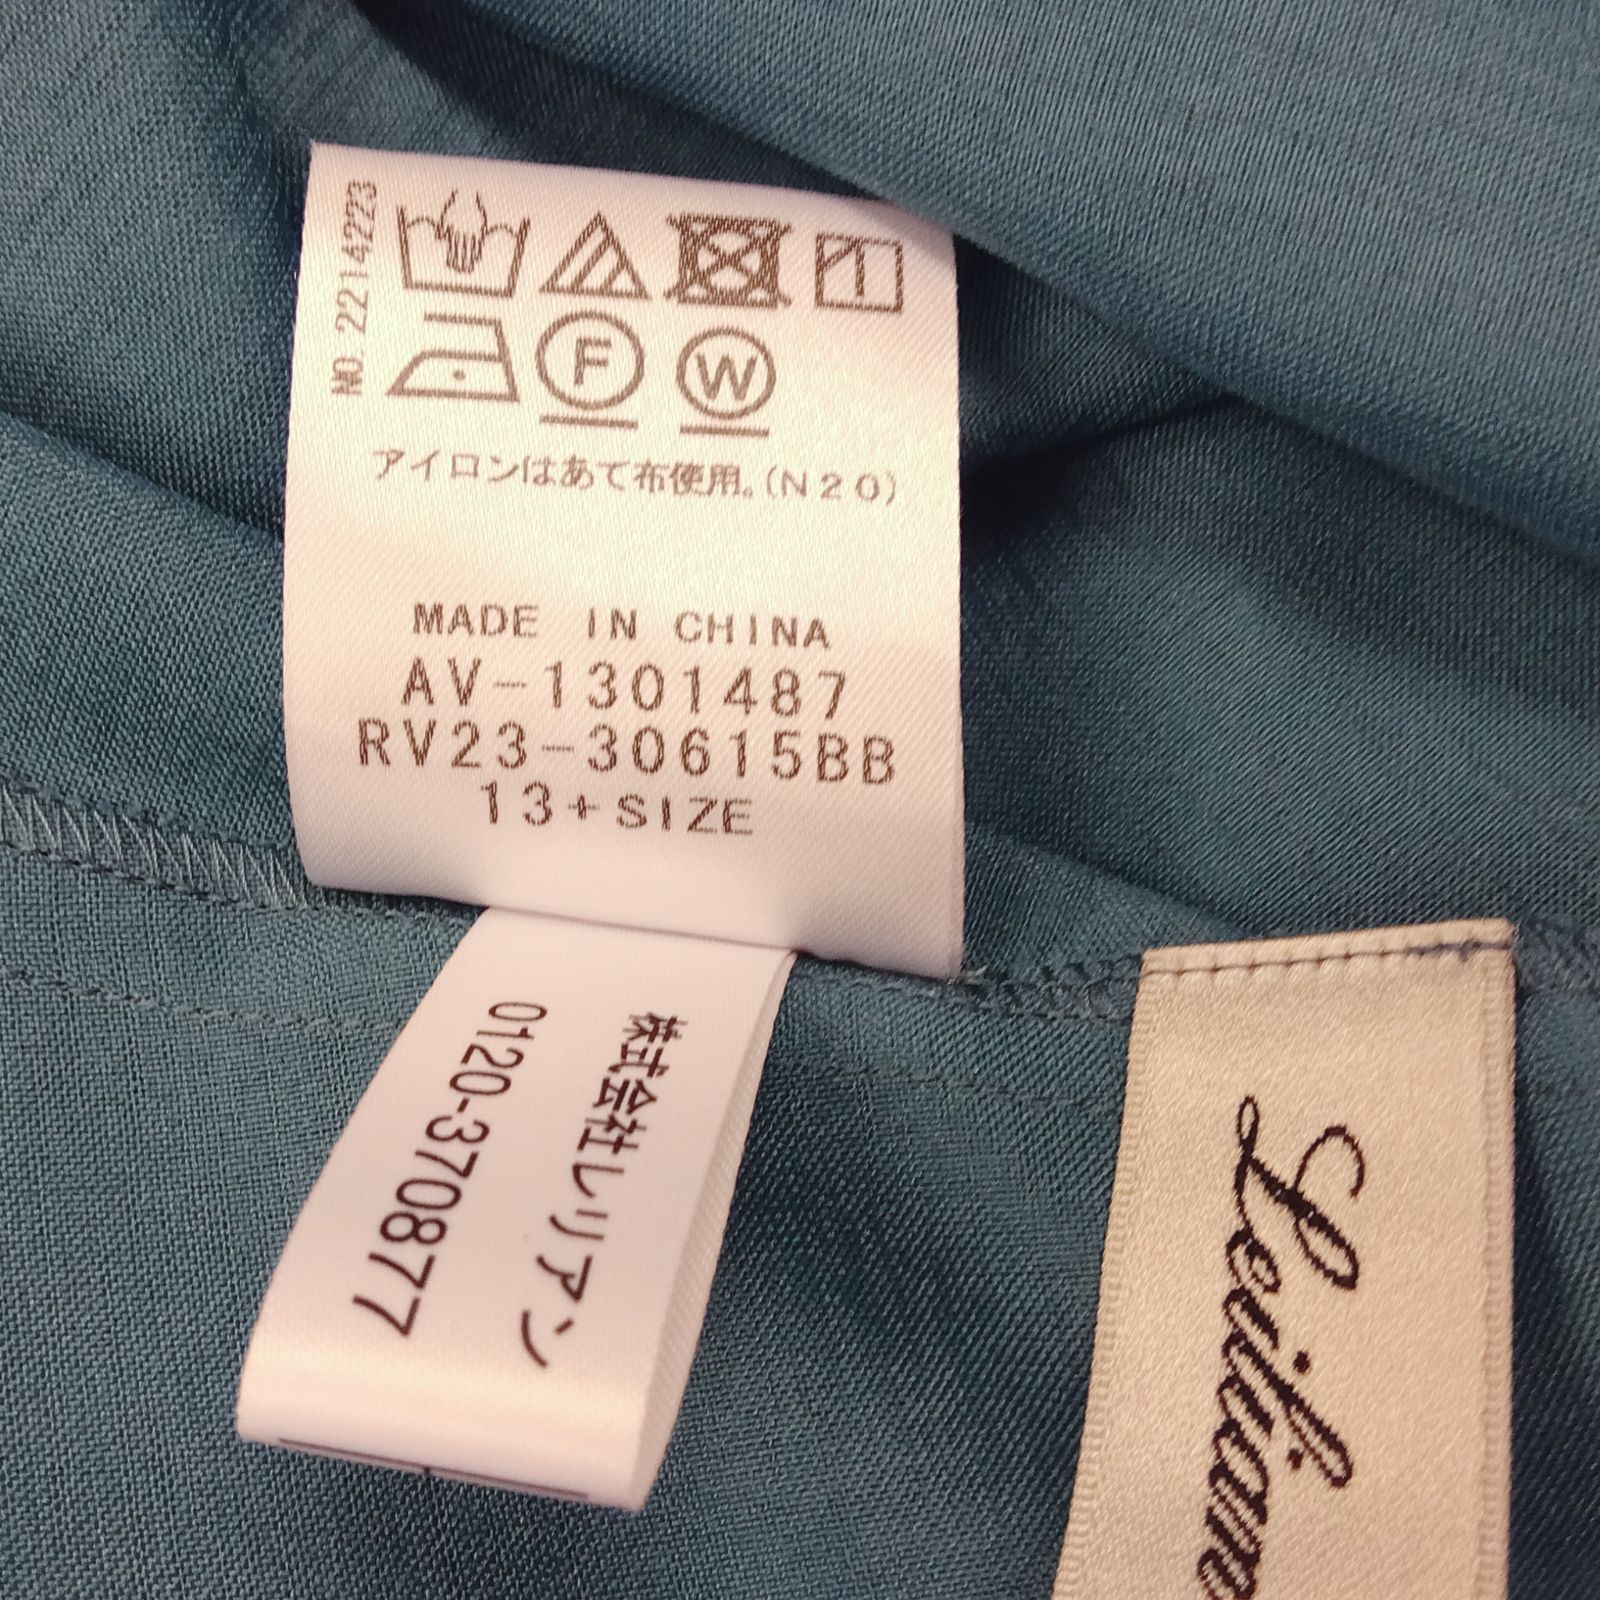 NO. 22142223
F
W
アイロンはあて布使用。(N20)
MADE IN CHINA
AV-1301487
RV23-30615BB
13+SIZE
株式会社レリアン
0120-370877
Leilian